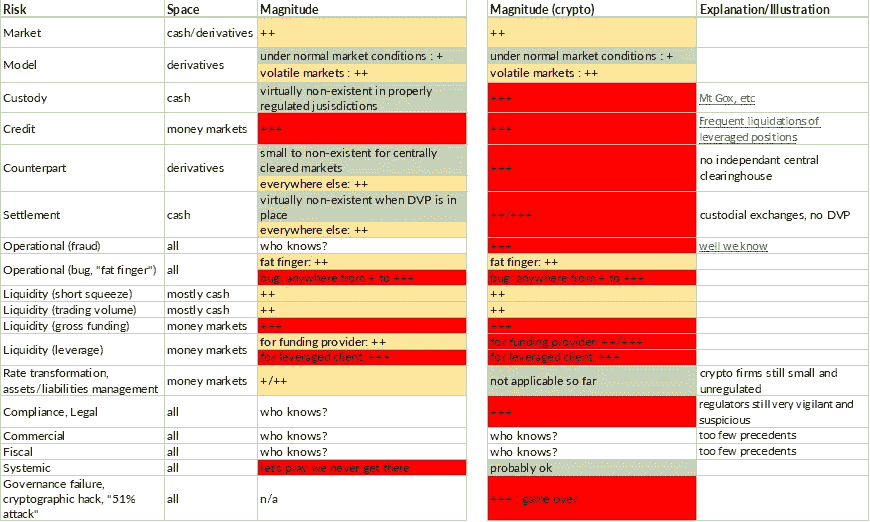 Risk Space Magnitude Magnitude (crypto) Explanation/Illustration
Market cash/derivatives ++ ++
Model derivatives under normal market conditions : + under normal market conditions : +
volatile markets : ++ volatile markets : ++
Custody cash virtually non-existent in properly +++ Mt Gox, etc
regulated jusisdictions
Credit money markets +++ +++ Frequent liquidations of
leveraged positions
Counterpart derivatives small to non-existent for centrally +++ no independant central
cleared markets clearinghouse
everywhere else: ++
Settlement cash virtually non-existent when DVP is in ++/+++ custodial exchanges, no DVP
place
everywhere else: ++
Operational (fraud) all who knows? +++ well we know
Operational (bug, "fat finger") all fat finger: ++ fat finger: ++
bug: anywhere from + to +++ bug: anywhere from + to +++
Liquidity (short squeeze) mostly cash ++ ++
Liquidity (trading volume) mostly cash ++ ++
Liquidity (gross funding) money markets +++ +++
Liquidity (leverage) money markets for funding provider: ++ for funding provider: ++/+++
for leveraged client: +++ for leveraged client: +++
Rate transformation, money markets +/++ not applicable so far crypto firms still small and
assets/liabilities management unregulated
Compliance, Legal all who knows? +++ regulators still very vigilant and
suspicious
Commercial all who knows? who knows? too few precedents
Fiscal all who knows? who knows? too few precedents
Systemic all let's pray we never get there probably ok
Governance failure, all n/a +++ : game over
cryptographic hack, "51%
attack"